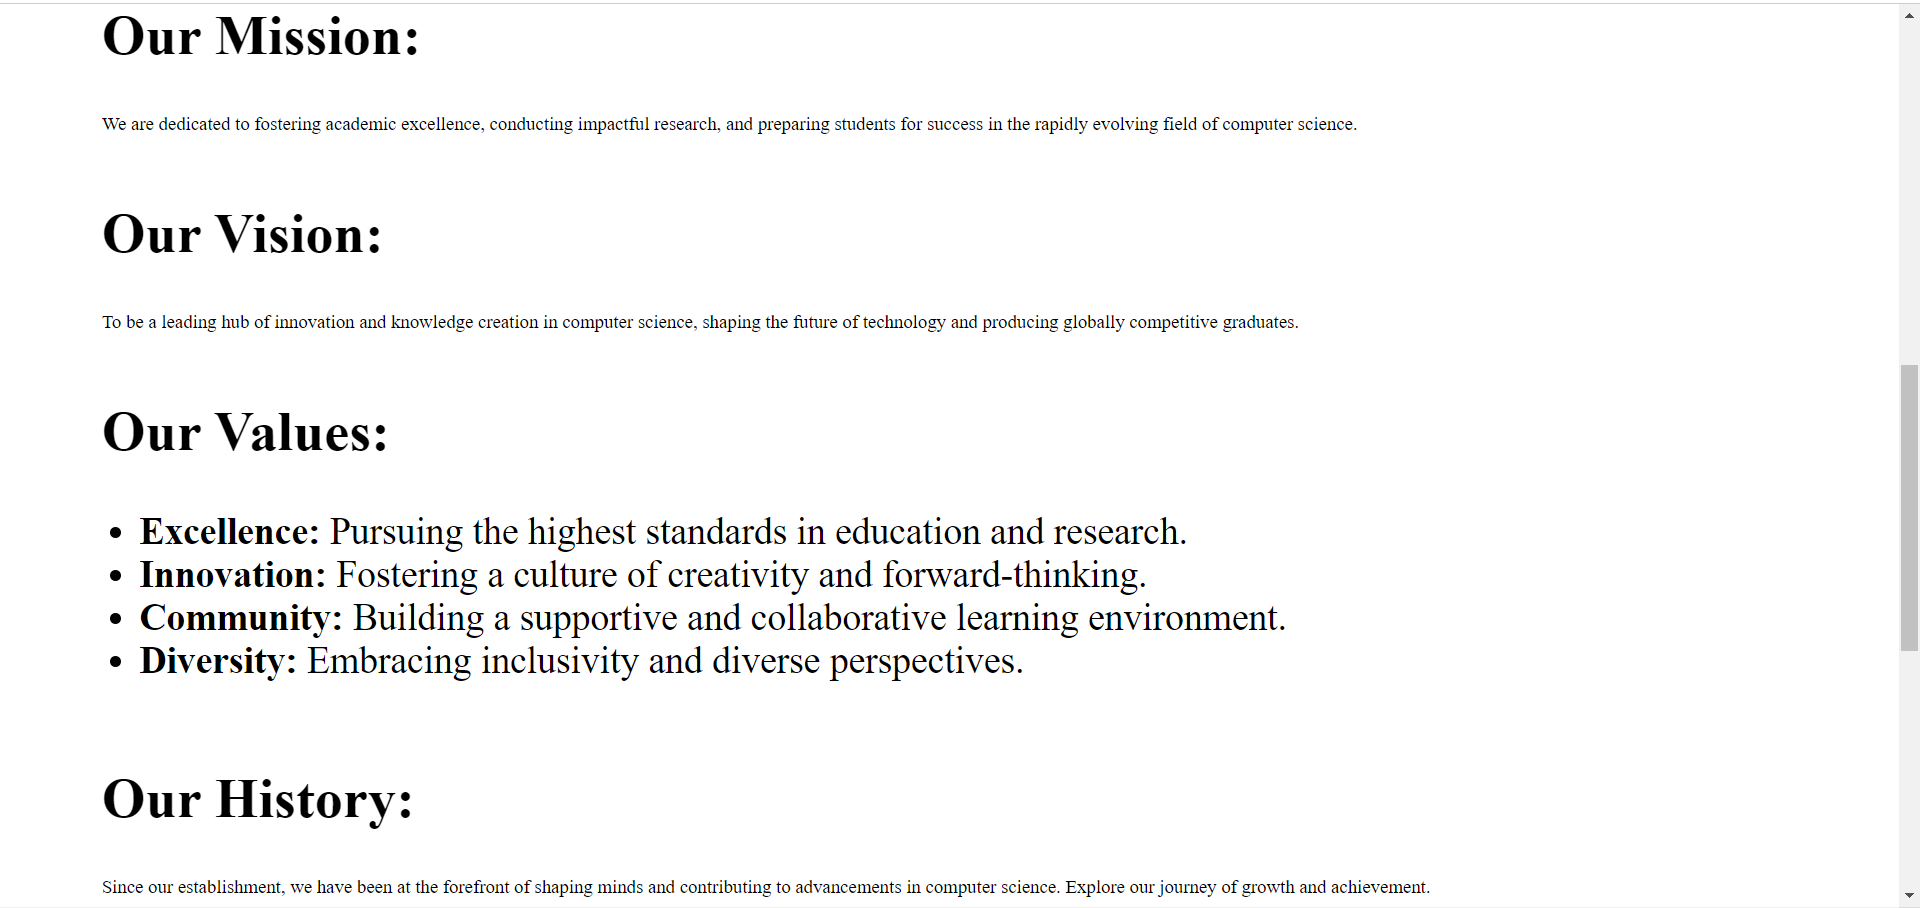 Our Mission:
We are dedicated to fostering academic excellence, conducting impactful research, and preparing students for success in the rapidly evolving field of computer science.
Our Vision:
To be a leading hub of innovation and knowledge creation in computer science, shaping the future of technology and producing globally competitive graduates.
Our Values:
• Excellence: Pursuing the highest standards in education and research.
• Innovation: Fostering a culture of creativity and forward-thinking.
• Community: Building a supportive and collaborative learning environment.
• Diversity: Embracing inclusivity and diverse perspectives.
Our History:
Since our establishment, we have been at the forefront of shaping minds and contributing to advancements in computer science. Explore our journey of growth and achievement.